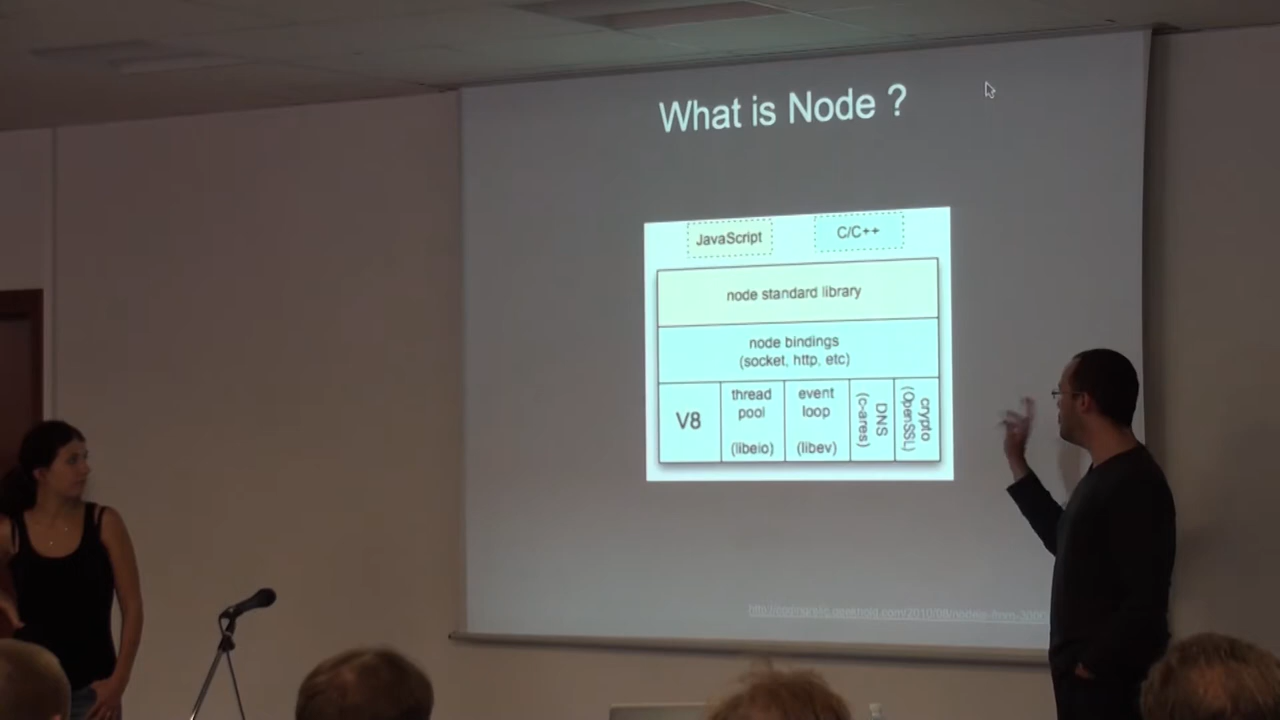 What is Node ?
JavaScript
C/C++
node standard library
node bindings
(socket, http, etc)
V8
thread
pool
(libeio)
event
loop
(libev)
DNS
(c-ares)
crypto
(OpenSSL)